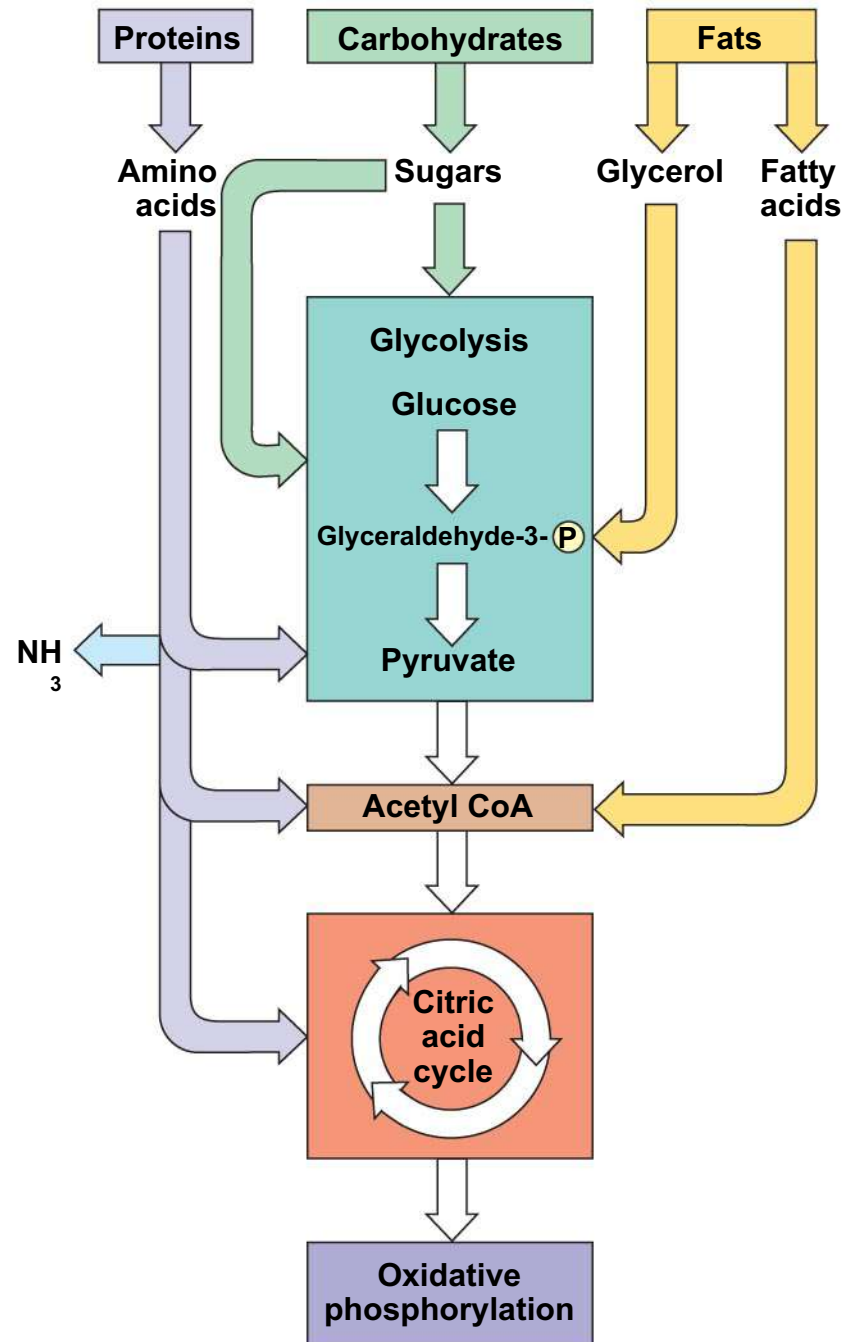 Proteins
Carbohydrates
Fats
Amino
acids
Sugars
Glycerol
Fatty
acids
Glycolysis
Glucose
Glyceraldehyde-3- P
NH
3
Pyruvate
Acetyl CoA
Citric
acid
cycle
Oxidative
phosphorylation